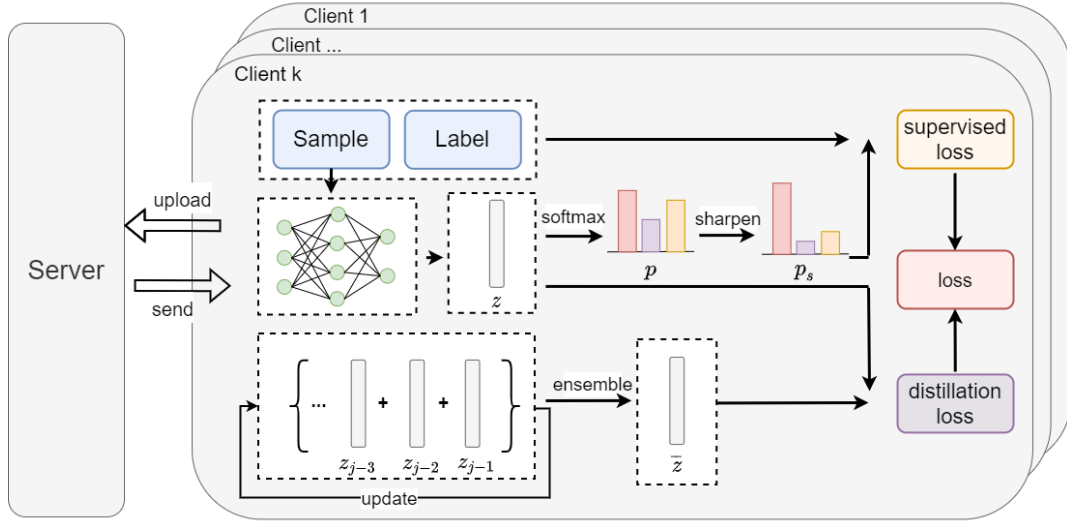 Client 1
Client ...
Client k
Sample
Label
supervised
loss
upload
softmax
sharpen
Server
p
p_s
z
loss
send
ensemble
distillation
loss
... + +
z_{j-3} z_{j-2} z_{j-1}
z̄
update